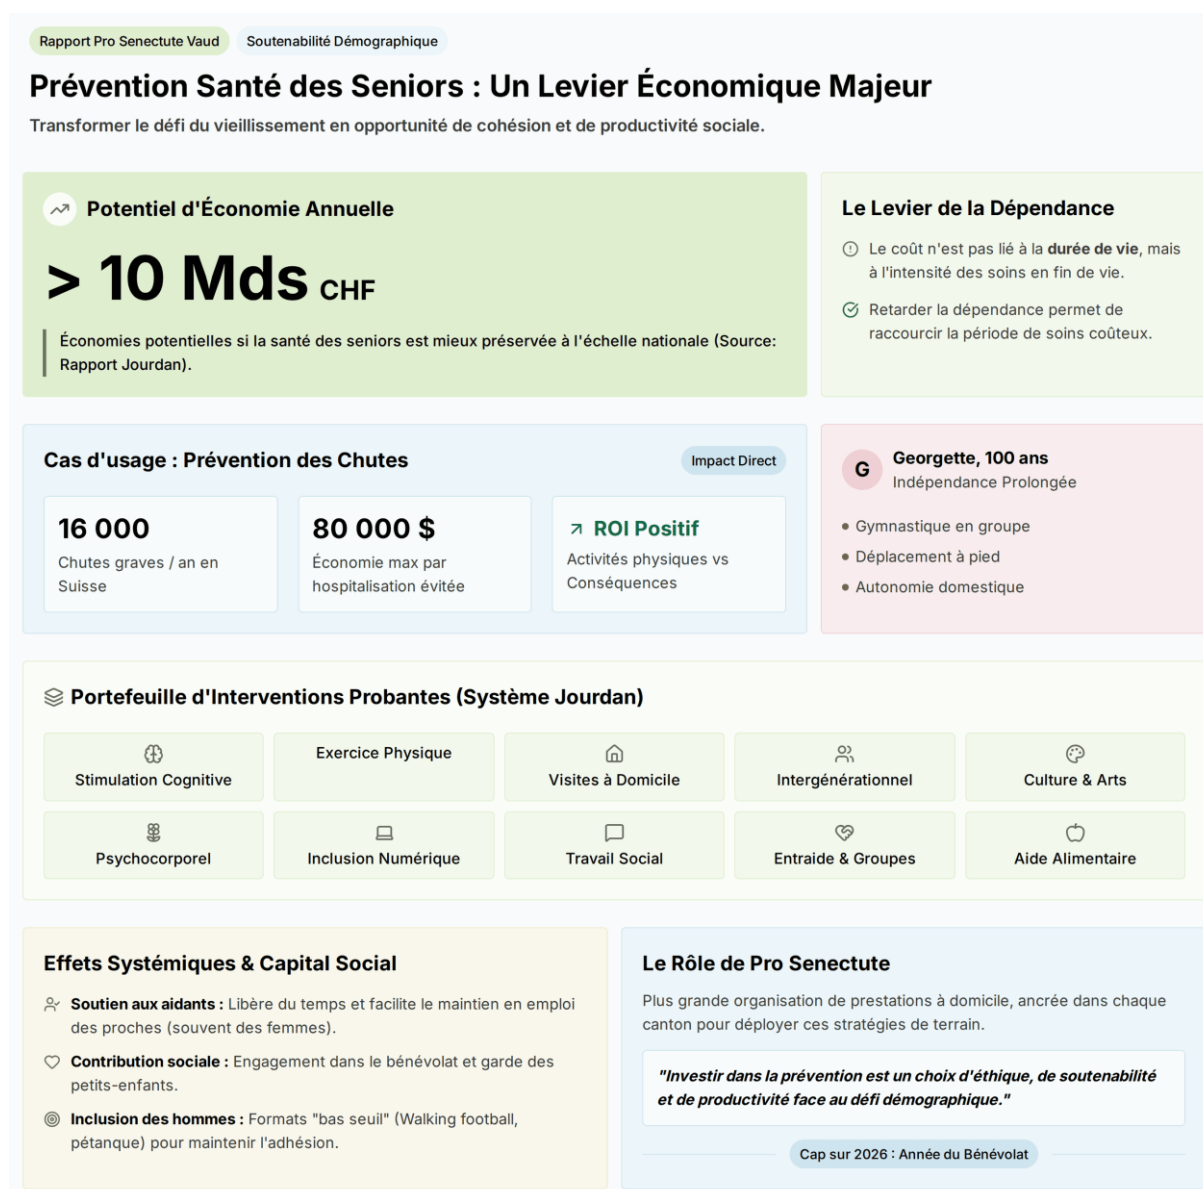 Rapport Pro Senectute Vaud
Soutenabilité Démographique
Prévention Santé des Seniors : Un Levier Économique Majeur
Transformer le défi du vieillissement en opportunité de cohésion et de productivité sociale.
Potentiel d'Économie Annuelle
> 10 Mds CHF
Économies potentielles si la santé des seniors est mieux préservée à l'échelle nationale (Source:
Rapport Jourdan).
Le Levier de la Dépendance
Le coût n'est pas lié à la durée de vie, mais
à l'intensité des soins en fin de vie.
Retarder la dépendance permet de
raccourcir la période de soins coûteux.
Cas d'usage : Prévention des Chutes
Impact Direct
16 000
Chutes graves / an en
Suisse
80 000 $
Économie max par
hospitalisation évitée
ROI Positif
Activités physiques vs
Conséquences
G
Georgette, 100 ans
Indépendance Prolongée
Gymnastique en groupe
Déplacement à pied
Autonomie domestique
Portefeuille d'Interventions Probantes (Système Jourdan)
Stimulation Cognitive
Exercice Physique
Visites à Domicile
Intergénérationnel
Culture & Arts
Psychocorporel
Inclusion Numérique
Travail Social
Entraide & Groupes
Aide Alimentaire
Effets Systémiques & Capital Social
Soutien aux aidants : Libère du temps et facilite le maintien en emploi
des proches (souvent des femmes).
Contribution sociale : Engagement dans le bénévolat et garde des
petits-enfants.
Inclusion des hommes : Formats "bas seuil" (Walking football,
pétanque) pour maintenir l'adhésion.
Le Rôle de Pro Senectute
Plus grande organisation de prestations à domicile, ancrée dans chaque
canton pour déployer ces stratégies de terrain.
"Investir dans la prévention est un choix d'éthique, de soutenabilité
et de productivité face au défi démographique."
Cap sur 2026 : Année du Bénévolat